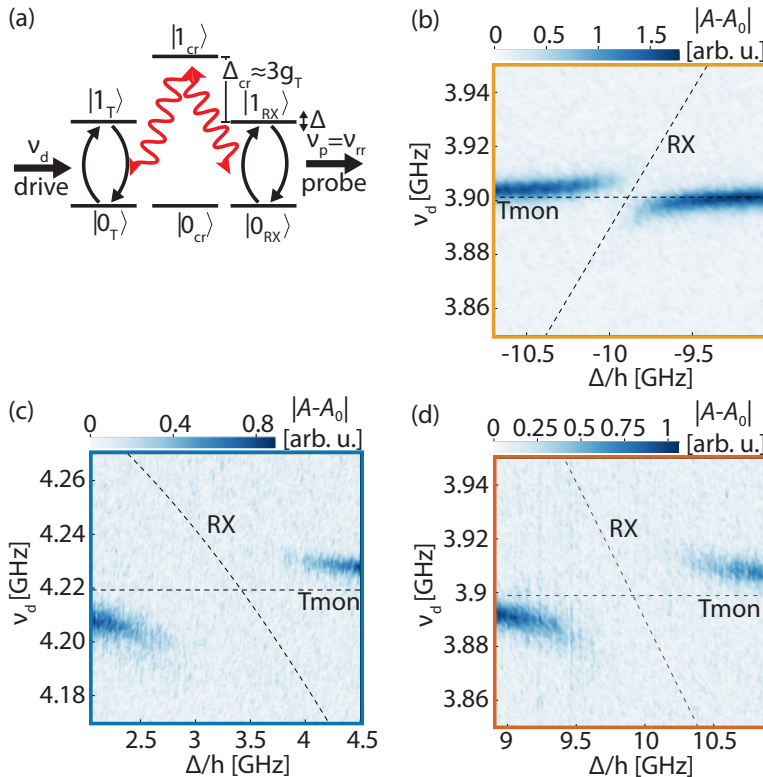 (a)
|1cr⟩
Δcr≈3gT
|1T⟩
|1RX⟩
Δ
νd
drive
νp=νrr
probe
|0T⟩
|0cr⟩
|0RX⟩
(b)
|A-A0|
[arb. u.]
0 0.5 1 1.5
3.94
3.92
3.90
3.88
3.86
νd [GHz]
RX
Tmon
-10.5 -10 -9.5
Δ/h [GHz]
(c)
|A-A0|
[arb. u.]
0 0.4 0.8
4.26
4.24
4.22
4.20
4.18
νd [GHz]
RX
Tmon
2.5 3 3.5 4 4.5
Δ/h [GHz]
(d)
|A-A0|
[arb. u.]
0 0.25 0.5 0.75 1
3.94
3.92
3.9
3.88
3.86
νd [GHz]
RX
Tmon
9 9.5 10 10.5
Δ/h [GHz]